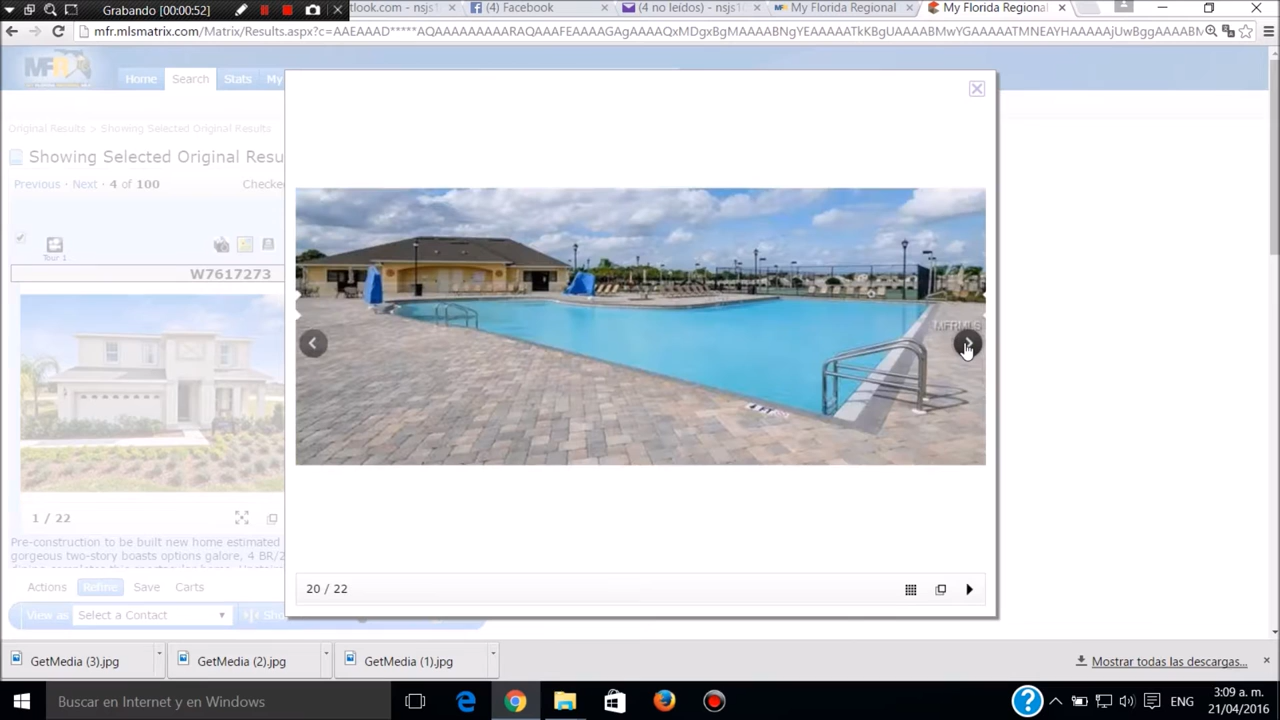 Grabando (00:00:52)
tlook.com - nsjs1
(4) Facebook
(4 no leídos) - nsjs10
My Florida Regional
My Florida Regional
mfr.mlsmatrix.com/Matrix/Results.aspx?c=AAEAAAD*****AQAAAAAAAAARAQAAAFEAAAAGAgAAAAQxMDgxBgMAAAABNgYEAAAAATkKBgUAAAABMwYGAAAAATMNEAYHAAAAAjUwBggAAAABM
MFR
Home
Search
Stats
My
Original Results > Showing Selected Original Results
Showing Selected Original Resu
Previous · Next · 4 of 100
Checke
Tour 1
W7617273
MFRMLS
1 / 22
Pre-construction to be built new home estimated
gorgeous two-story boasts options galore, 4 BR/2
Actions
Refine
Save
Carts
20 / 22
View as
Select a Contact
GetMedia (3).jpg
GetMedia (2).jpg
GetMedia (1).jpg
Mostrar todas las descargas...
Buscar en Internet y en Windows
ENG
3:09 a. m.
21/04/2016